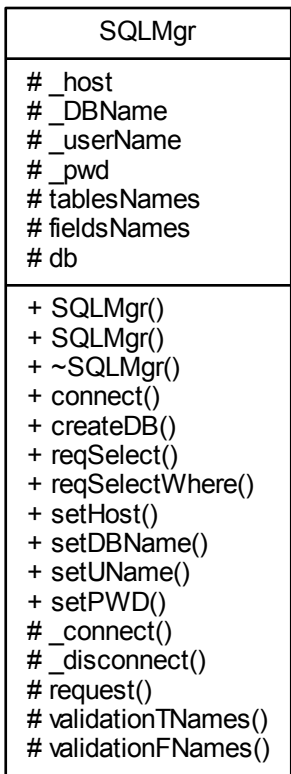 SQLMgr
# _host
# _DBName
# _userName
# _pwd
# tablesNames
# fieldsNames
# db
+ SQLMgr()
+ SQLMgr()
+ ~SQLMgr()
+ connect()
+ createDB()
+ reqSelect()
+ reqSelectWhere()
+ setHost()
+ setDBName()
+ setUName()
+ setPWD()
# _connect()
# _disconnect()
# request()
# validationTNames()
# validationFNames()